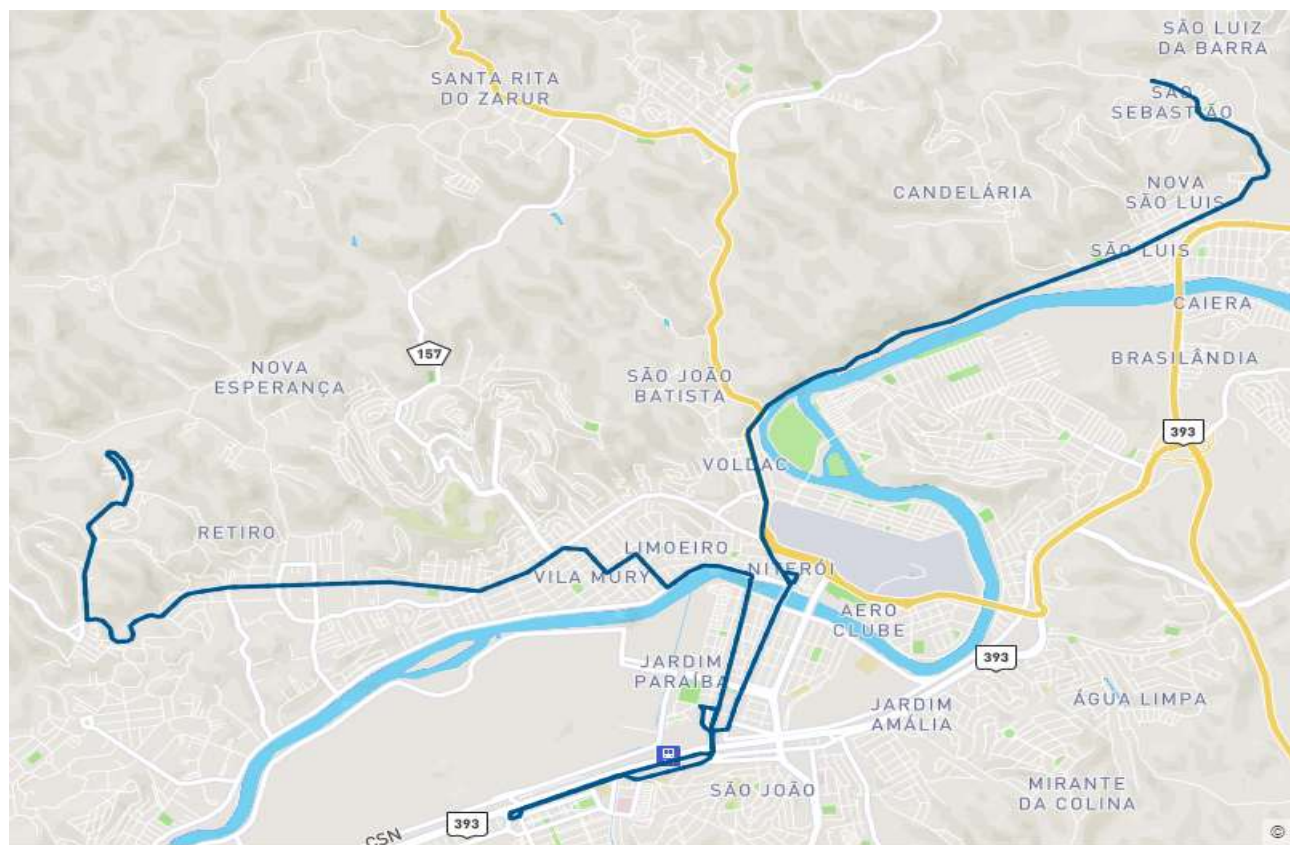 SÃO LUIZ
DA BARRA
SANTA RITA
DO ZARUR
SÃO
SEBASTIÃO
CANDELÁRIA
NOVA
SÃO LUIS
SÃO LUIS
CAIERA
157
NOVA
ESPERANÇA
SÃO JOÃO
BATISTA
BRASILÂNDIA
393
VOLDAC
RETIRO
LIMOEIRO
VILA MURY
NITERÓI
AERO
CLUBE
393
JARDIM
PARAÍBA
JARDIM
AMÁLIA
ÁGUA LIMPA
SÃO JOÃO
MIRANTE
DA COLINA
393
CSN
©